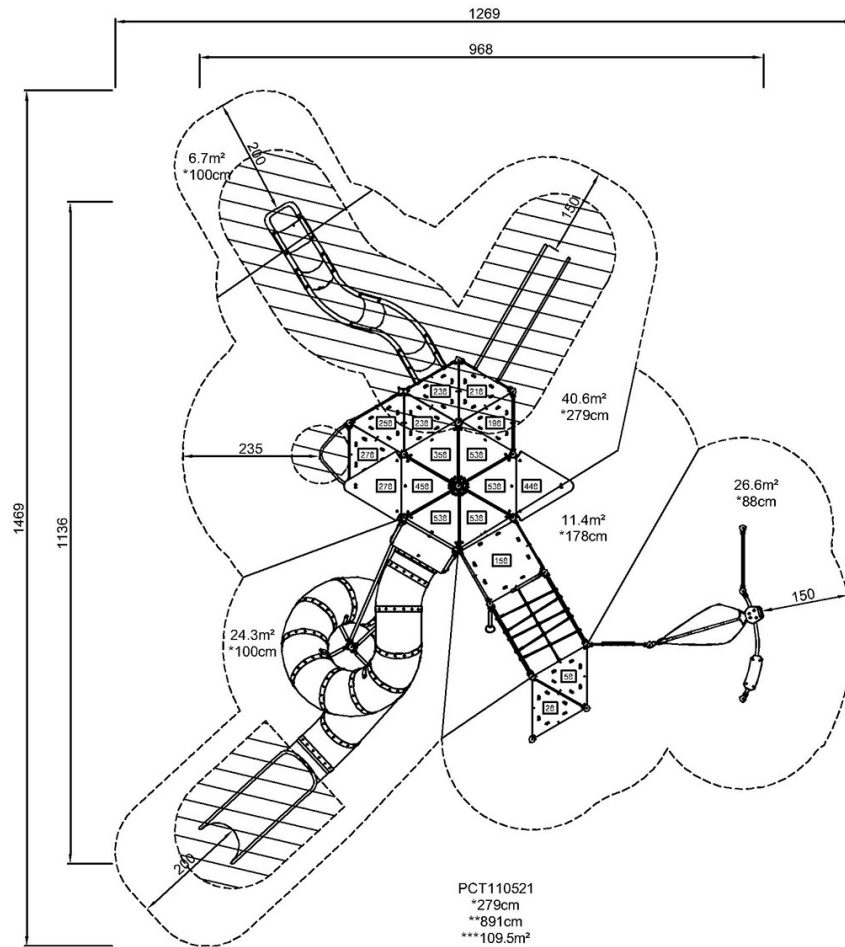 1269
968
200
6.7m²
*100cm
150
1469
1136
238
218
258
238
198
40.6m²
*279cm
278
358
538
235
278
458
538
448
26.6m²
*88cm
538
538
11.4m²
*178cm
158
150
24.3m²
*100cm
58
28
200
PCT110521
*279cm
**891cm
***109.5m²